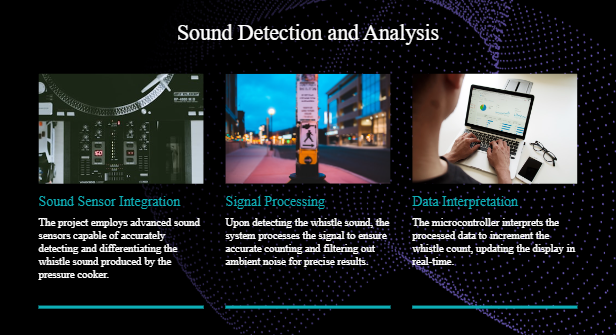 Sound Detection and Analysis
Sound Sensor Integration
The project employs advanced sound
sensors capable of accurately
detecting and differentiating the
whistle sound produced by the
pressure cooker.
Signal Processing
Upon detecting the whistle sound, the
system processes the signal to ensure
accurate counting and filtering out
ambient noise for precise results.
Data Interpretation
The microcontroller interprets the
processed data to increment the
whistle count, updating the display in
real-time.